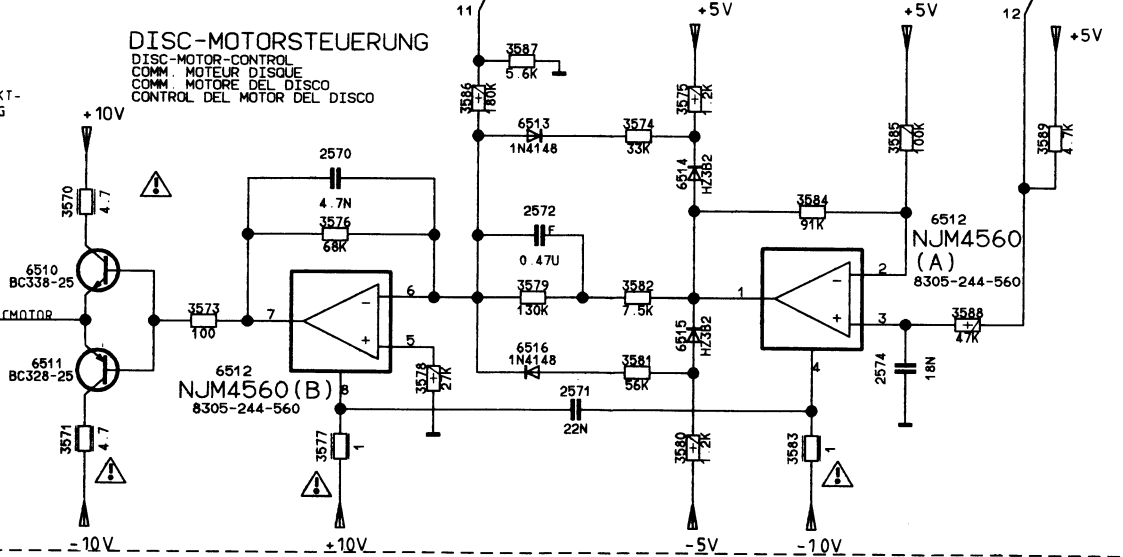 11
+5V
+5V
12
+5V
DISC-MOTORSTEUERUNG
DISC-MOTOR-CONTROL
COMM. MOTEUR DISQUE
COMM. MOTORE DEL DISCO
CONTROL DEL MOTOR DEL DISCO
3587
5.6K
3586
180K
3575
1.2K
3585
100K
3589
4.7K
KT-
G
+10V
6513
1N4148
3574
33K
2570
4.7N
6514
HZ3B2
3570
4.7
3576
68K
2572
F
0.47U
3584
91K
6512
NJM4560
(A)
8305-244-560
6510
BC338-25
2
6
3579
130K
3582
7.5K
1
3573
100
7
CMOTOR
3
3588
47K
6515
HZ3B2
5
6511
BC328-25
6516
1N4148
3581
56K
6512
NJM4560(B)
8305-244-560
8
3578
27K
4
2574
18N
2571
22N
3571
4.7
3577
1
3580
1.2K
3583
1
-10V
+10V
-5V
-10V